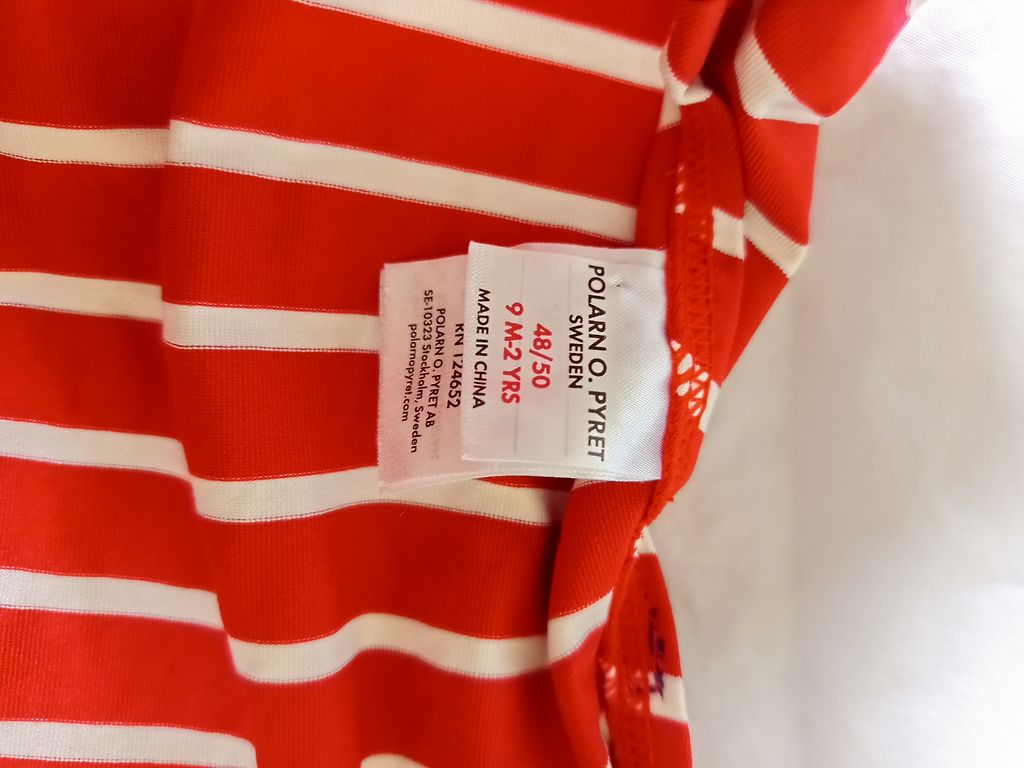 POLARN O. PYRET
SWEDEN
48/50
9 M-2 YRS
MADE IN CHINA
RN 124652
POLARN O. PYRET AB
SE-10323 Stockholm, Sweden
polarnopyret.com